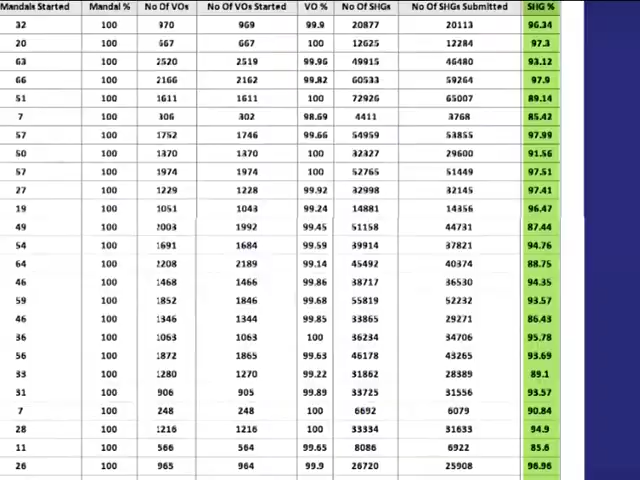 Mandals Started Mandal % No Of VOs No Of VOs Started VO % No Of SHGs No Of SHGs Submitted SHG %
32 100 970 969 99.9 20877 20113 96.34
20 100 667 667 100 12625 12284 97.3
63 100 2520 2519 99.96 49915 46480 93.12
66 100 2166 2162 99.82 60533 59264 97.9
51 100 1611 1611 100 72926 65007 89.14
7 100 306 302 98.69 4411 3768 85.42
57 100 1752 1746 99.66 54959 53855 97.99
50 100 1370 1370 100 32327 29600 91.56
57 100 1974 1974 100 52765 51449 97.51
27 100 1229 1228 99.92 32998 32145 97.41
19 100 1051 1043 99.24 14881 14356 96.47
49 100 2003 1992 99.45 51158 44731 87.44
54 100 1691 1684 99.59 39914 37821 94.76
64 100 2208 2189 99.14 45492 40374 88.75
46 100 1468 1466 99.86 38717 36530 94.35
59 100 1852 1846 99.68 55819 52232 93.57
46 100 1346 1344 99.85 33865 29271 86.43
36 100 1063 1063 100 36234 34706 95.78
56 100 1872 1865 99.63 46178 43265 93.69
33 100 1280 1270 99.22 31862 28389 89.1
31 100 906 905 99.89 33725 31556 93.57
7 100 248 248 100 6692 6079 90.84
28 100 1216 1216 100 33334 31633 94.9
11 100 566 564 99.65 8086 6922 85.6
26 100 965 964 99.9 26720 25908 96.96